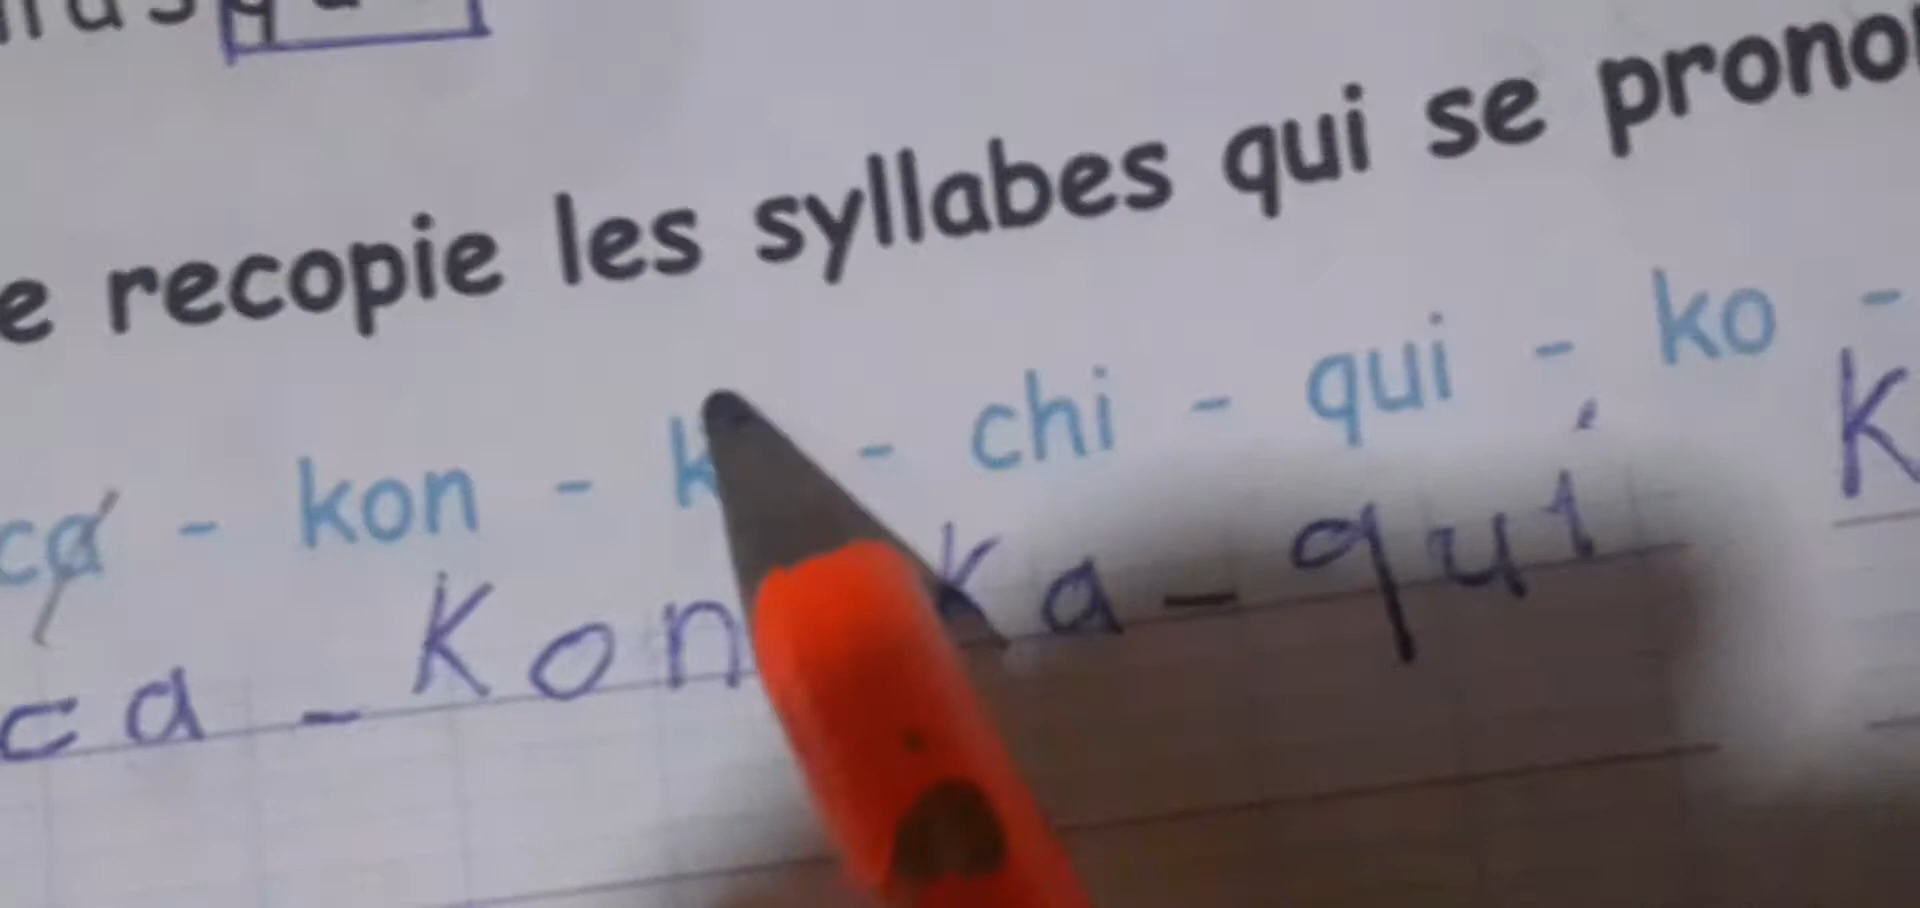 e recopie les syllabes qui se prono
ca - kon - k - chi - qui - ko -
ca - Kon Ka - qui K